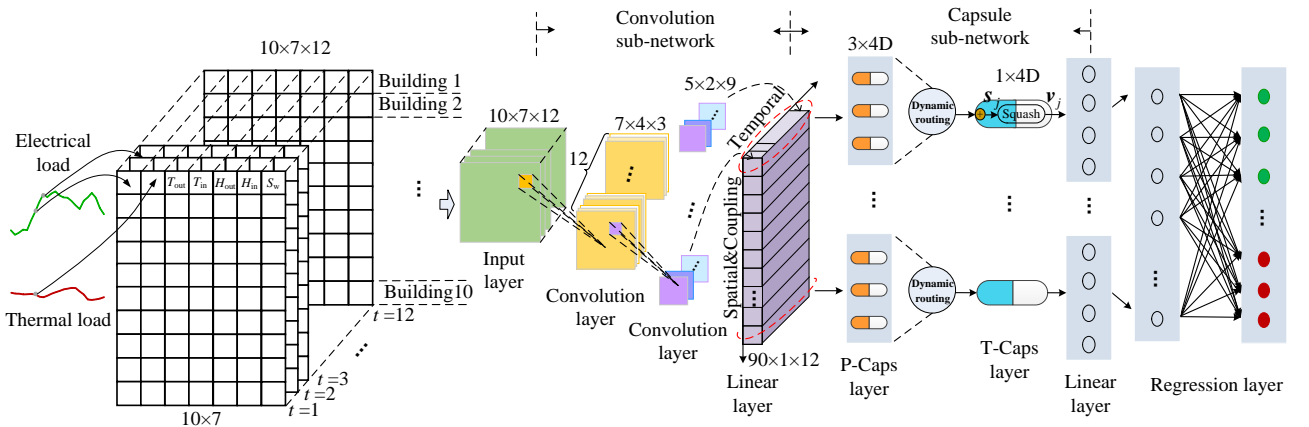 Convolution
sub-network
Capsule
sub-network
10×7×12
Building 1
Building 2
Building10
t =12
t =3
t =2
t =1
Electrical
load
Thermal load
T_out T_in H_out H_in S_w
10×7
10×7×12
Input
layer
12
7×4×3
Convolution
layer
5×2×9
Convolution
layer
Temporal
Spatial&Coupling
90×1×12
Linear
layer
3×4D
P-Caps
layer
Dynamic
routing
Dynamic
routing
1×4D
s_j
v_j
+
Squash
T-Caps
layer
Linear
layer
Regression layer